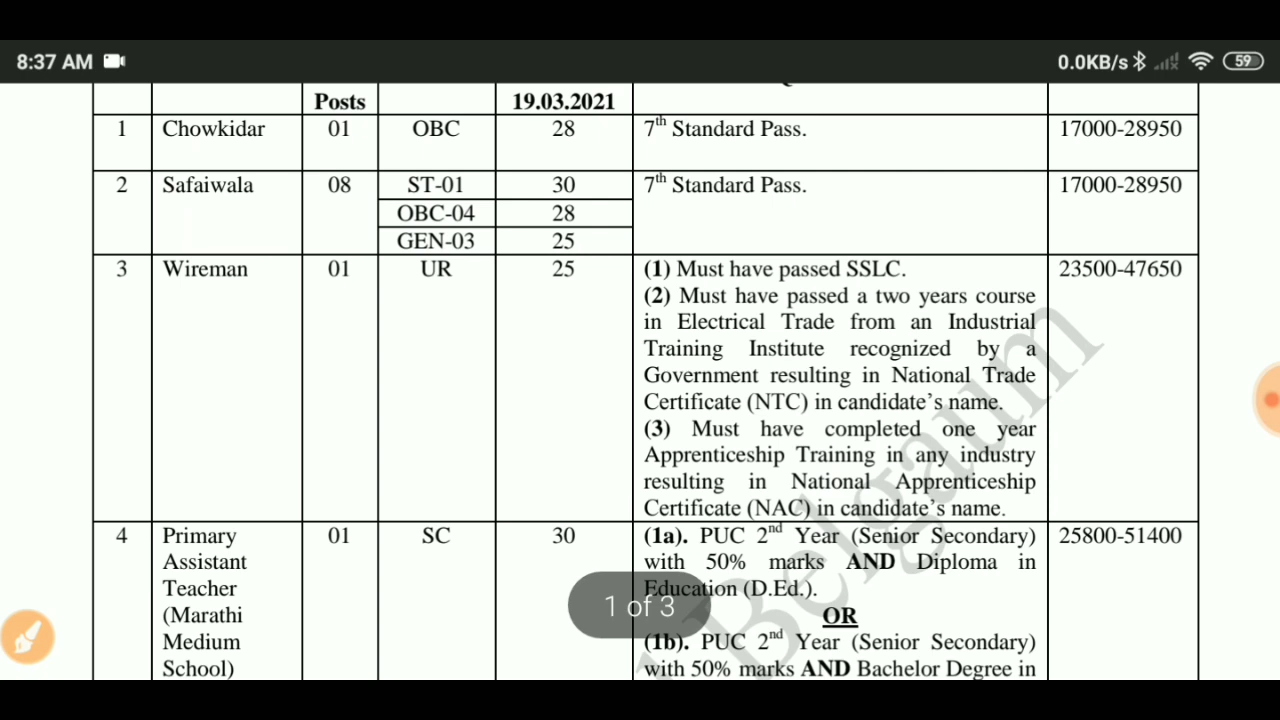 8:37 AM
0.0KB/s
59
Posts 19.03.2021
1 Chowkidar 01 OBC 28 7th Standard Pass. 17000-28950
2 Safaiwala 08 ST-01 30 7th Standard Pass. 17000-28950
OBC-04 28
GEN-03 25
3 Wireman 01 UR 25 (1) Must have passed SSLC. 23500-47650
(2) Must have passed a two years course
in Electrical Trade from an Industrial
Training Institute recognized by a
Government resulting in National Trade
Certificate (NTC) in candidate's name.
(3) Must have completed one year
Apprenticeship Training in any industry
resulting in National Apprenticeship
Certificate (NAC) in candidate's name.
4 Primary 01 SC 30 (1a). PUC 2nd Year (Senior Secondary) 25800-51400
Assistant with 50% marks AND Diploma in
Teacher Education (D.Ed.).
(Marathi OR
Medium (1b). PUC 2nd Year (Senior Secondary)
School) with 50% marks AND Bachelor Degree in
1 of 3
Belgaum